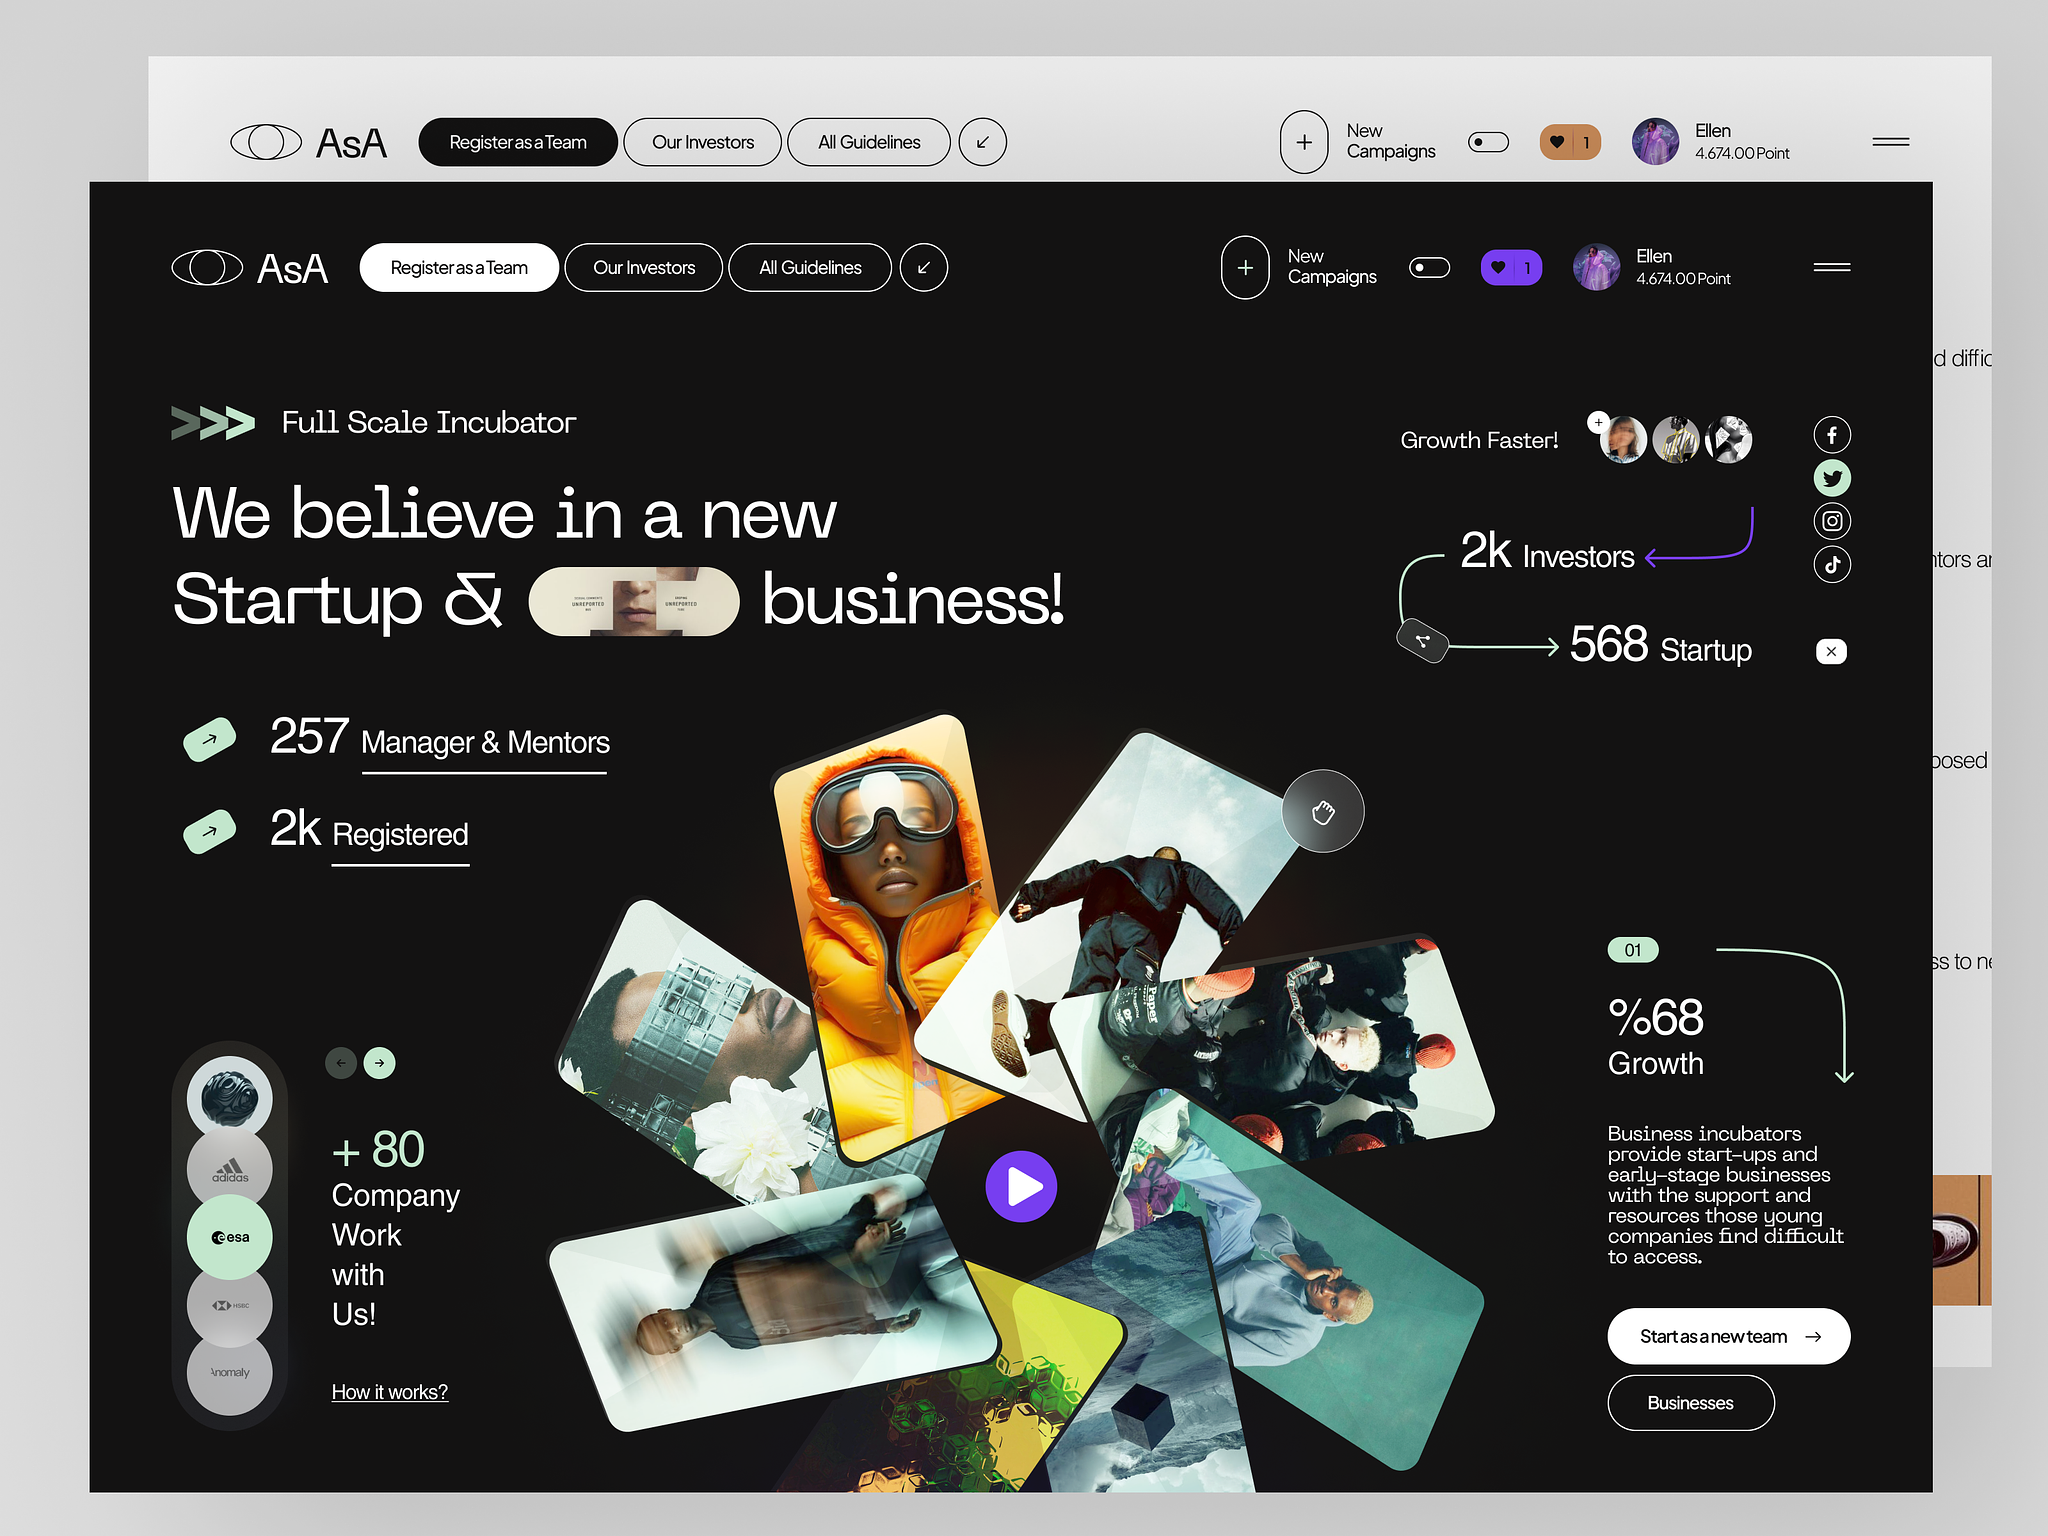 AsA
Register as a Team
Our Investors
All Guidelines
New
Campaigns
1
Ellen
4.674.00 Point
AsA
Register as a Team
Our Investors
All Guidelines
New
Campaigns
1
Ellen
4.674.00 Point
Full Scale Incubator
We believe in a new
Startup & business!
UNREPORTED
UNREPORTED
Growth Faster!
2k Investors
568 Startup
257 Manager & Mentors
2k Registered
adidas
esa
HSBC
Anomaly
+ 80
Company
Work
with
Us!
How it works?
Paper
01
%68
Growth
Business incubators
provide start-ups and
early-stage businesses
with the support and
resources those young
companies find difficult
to access.
Start as a new team
Businesses
d diffic
ntors ar
posed
ss to ne